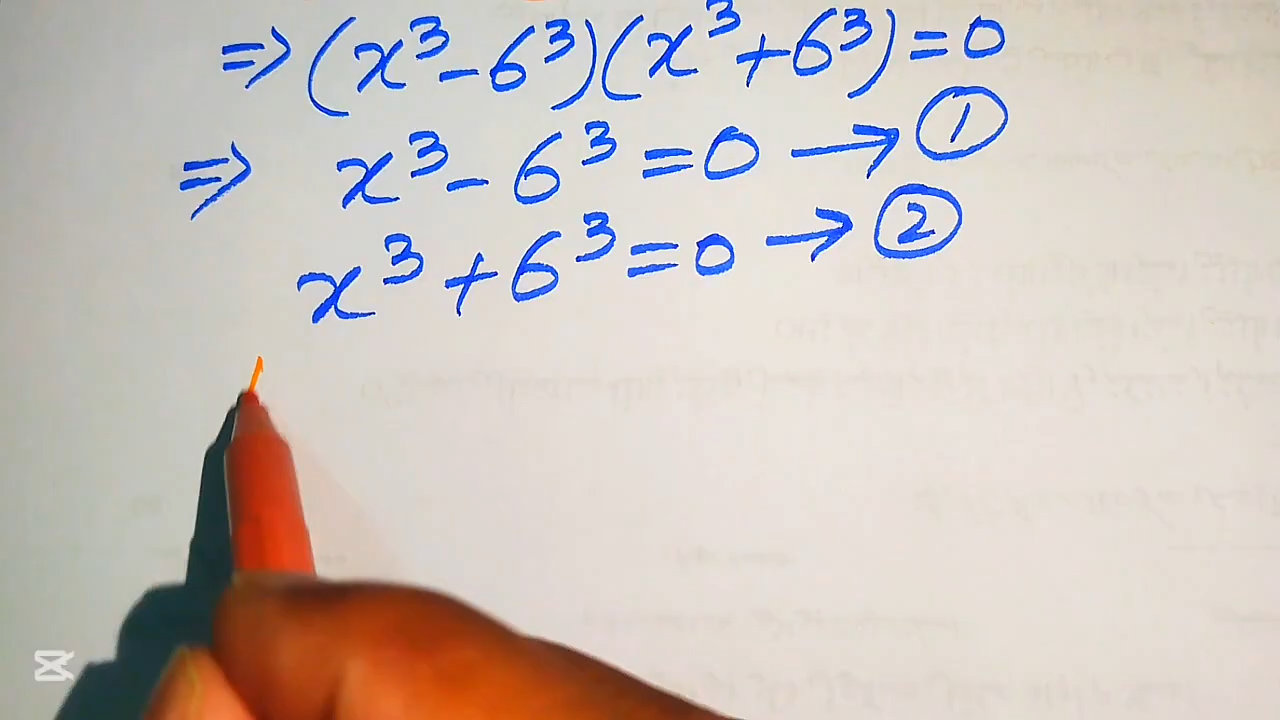 ⇒ (x³ - 6³)(x³ + 6³) = 0
⇒ x³ - 6³ = 0 → ①
x³ + 6³ = 0 → ②